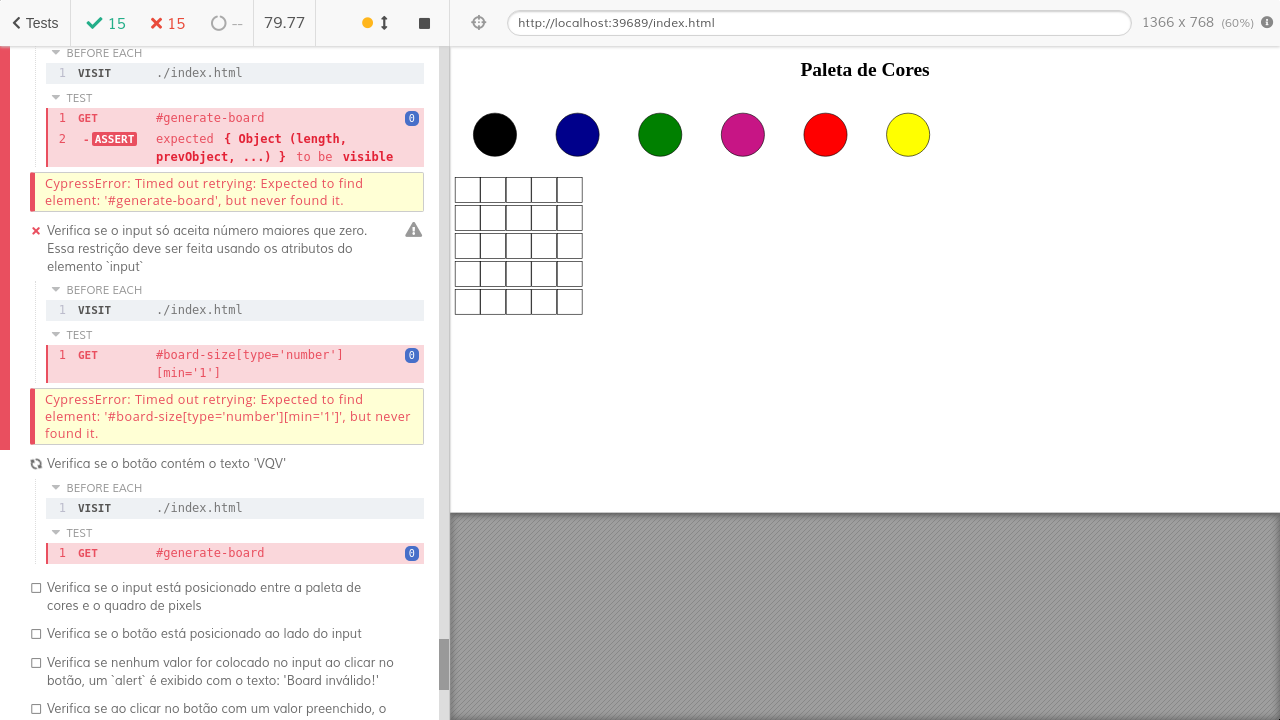 Tests
15
15
--
79.77
http://localhost:39689/index.html
1366 x 768 (60%)
BEFORE EACH
1 VISIT ./index.html
TEST
1 GET #generate-board 0
2 -ASSERT expected { Object (length,
prevObject, ...) } to be visible
CypressError: Timed out retrying: Expected to find
element: '#generate-board', but never found it.
Verifica se o input só aceita número maiores que zero.
Essa restrição deve ser feita usando os atributos do
elemento `input`
BEFORE EACH
1 VISIT ./index.html
TEST
1 GET #board-size[type='number'] 0
[min='1']
CypressError: Timed out retrying: Expected to find
element: '#board-size[type='number'][min='1']', but never
found it.
Verifica se o botão contém o texto 'VQV'
BEFORE EACH
1 VISIT ./index.html
TEST
1 GET #generate-board 0
Verifica se o input está posicionado entre a paleta de
cores e o quadro de pixels
Verifica se o botão está posicionado ao lado do input
Verifica se nenhum valor for colocado no input ao clicar no
botão, um `alert` é exibido com o texto: 'Board inválido!'
Verifica se ao clicar no botão com um valor preenchido, o
Paleta de Cores